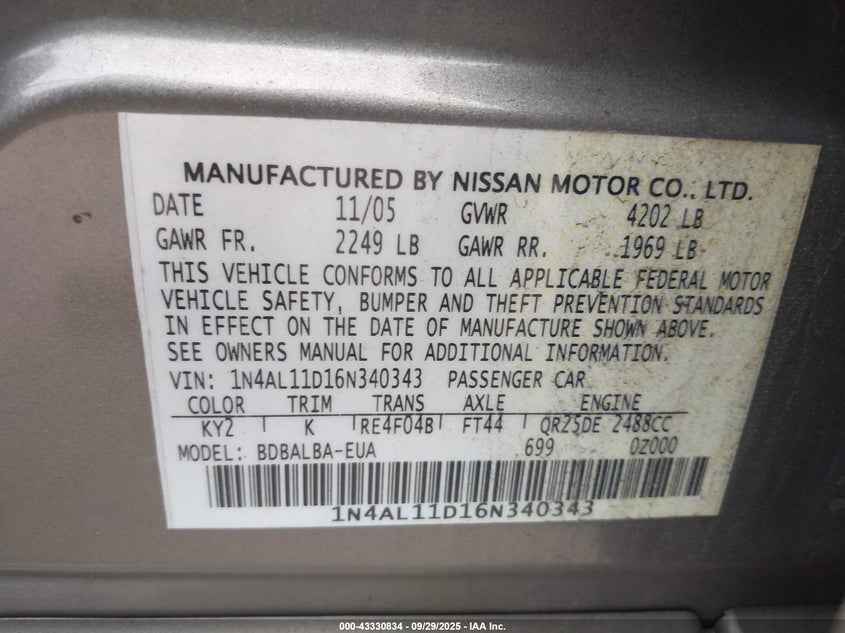 MANUFACTURED BY NISSAN MOTOR CO., LTD.
DATE 11/05 GVWR 4202 LB
GAWR FR. 2249 LB GAWR RR. 1969 LB
THIS VEHICLE CONFORMS TO ALL APPLICABLE FEDERAL MOTOR
VEHICLE SAFETY, BUMPER AND THEFT PREVENTION STANDARDS
IN EFFECT ON THE DATE OF MANUFACTURE SHOWN ABOVE.
SEE OWNERS MANUAL FOR ADDITIONAL INFORMATION.
VIN: 1N4AL11D16N340343 PASSENGER CAR
COLOR TRIM TRANS AXLE ENGINE
KY2 K RE4F04B FT44 QR25DE 2488CC
MODEL: BDBALBA-EUA 699 0Z000
1N4AL11D16N340343
000-43330834 - 09/29/2025 - IAA Inc.